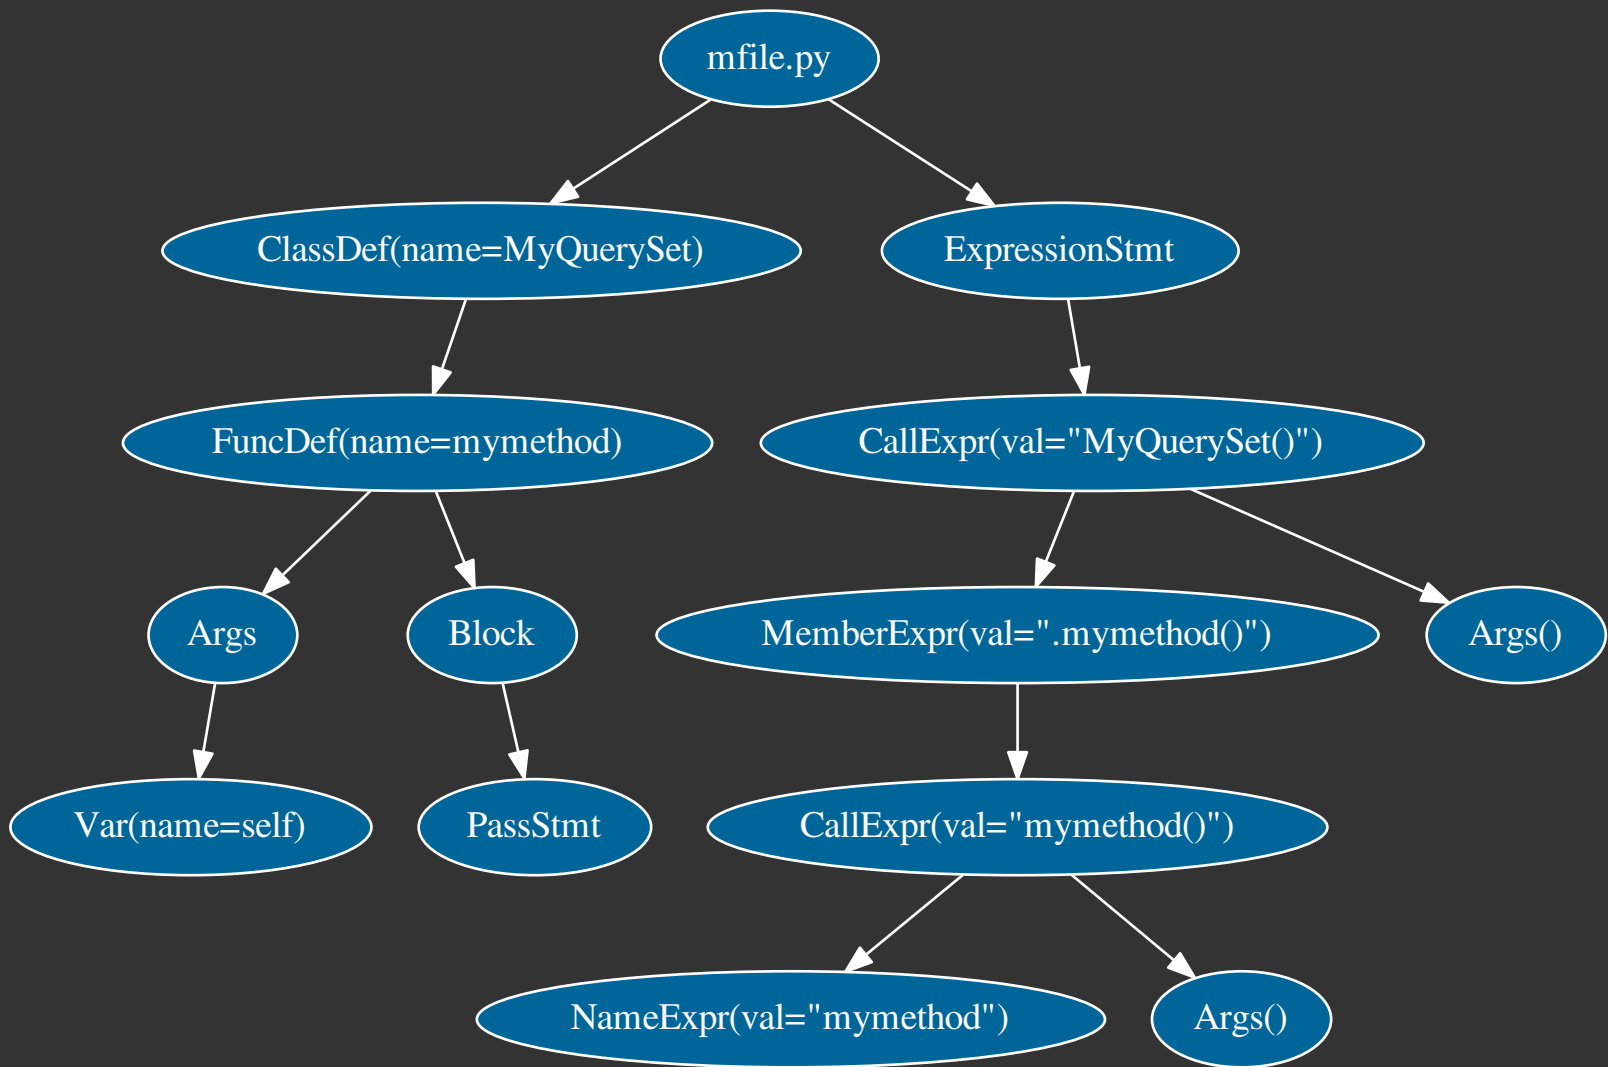 mfile.py
ClassDef(name=MyQuerySet)
ExpressionStmt
FuncDef(name=mymethod)
CallExpr(val="MyQuerySet()")
Args
Block
MemberExpr(val=".mymethod()")
Args()
Var(name=self)
PassStmt
CallExpr(val="mymethod()")
NameExpr(val="mymethod")
Args()